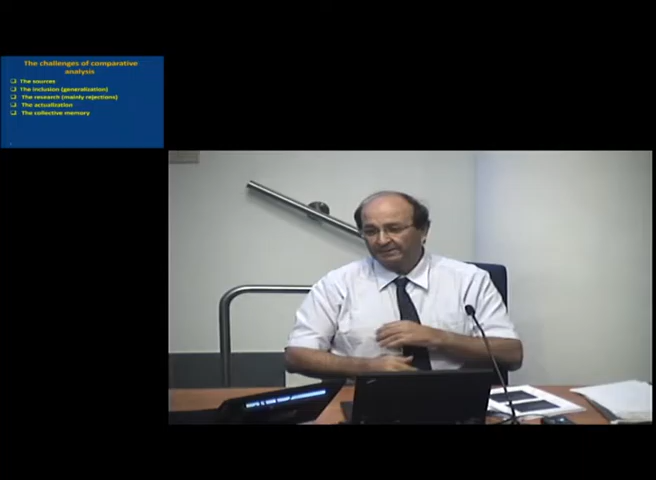 The challenges of comparative
analysis
The sources
The inclusion (generalization)
The research (mainly rejections)
The actualization
The collective memory